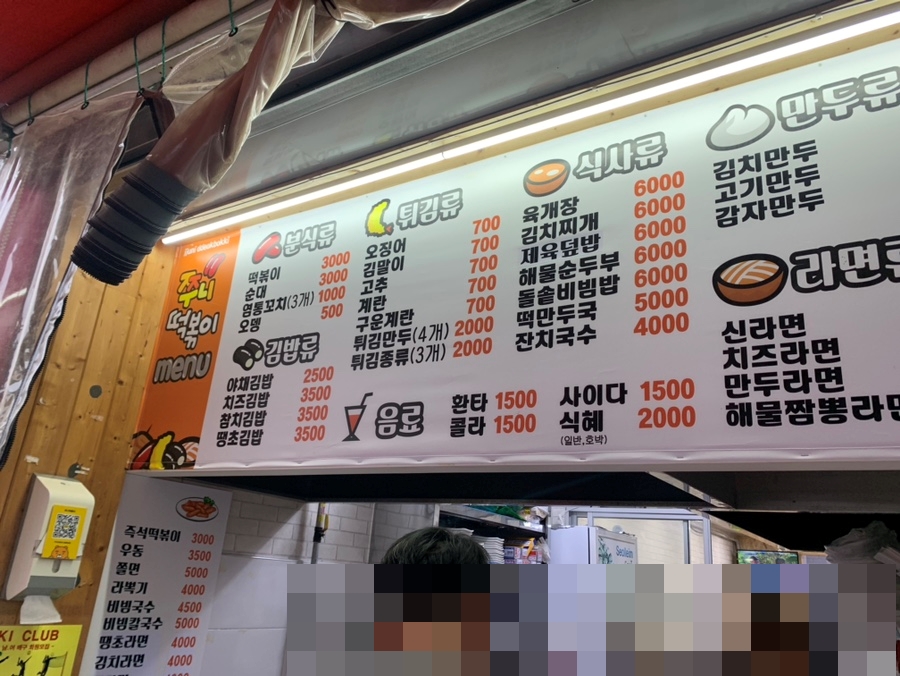 쭈니
떡볶이
menu
분식류
떡볶이 3000
순대 3000
염통꼬치(3개) 1000
오뎅 500
김밥류
야채김밥 2500
치즈김밥 3500
참치김밥 3500
땡초김밥 3500
튀김류
오징어 700
김말이 700
고추 700
계란 700
구운계란 700
튀김만두(4개) 2000
튀김종류(3개) 2000
음료
환타 1500
콜라 1500
사이다 1500
식혜 2000
(일반,호박)
식사류
육개장 6000
김치찌개 6000
제육덮밥 6000
해물순두부 6000
돌솥비빔밥 6000
떡만두국 5000
잔치국수 4000
만두류
김치만두
고기만두
감자만두
라면
신라면
치즈라면
만두라면
해물짬뽕라면
즉석떡볶이 3000
우동 3500
쫄면 5000
라뽁기 4000
비빔국수 4500
비빔칼국수 5000
땡초라면 4000
김치라면 4000
KI CLUB